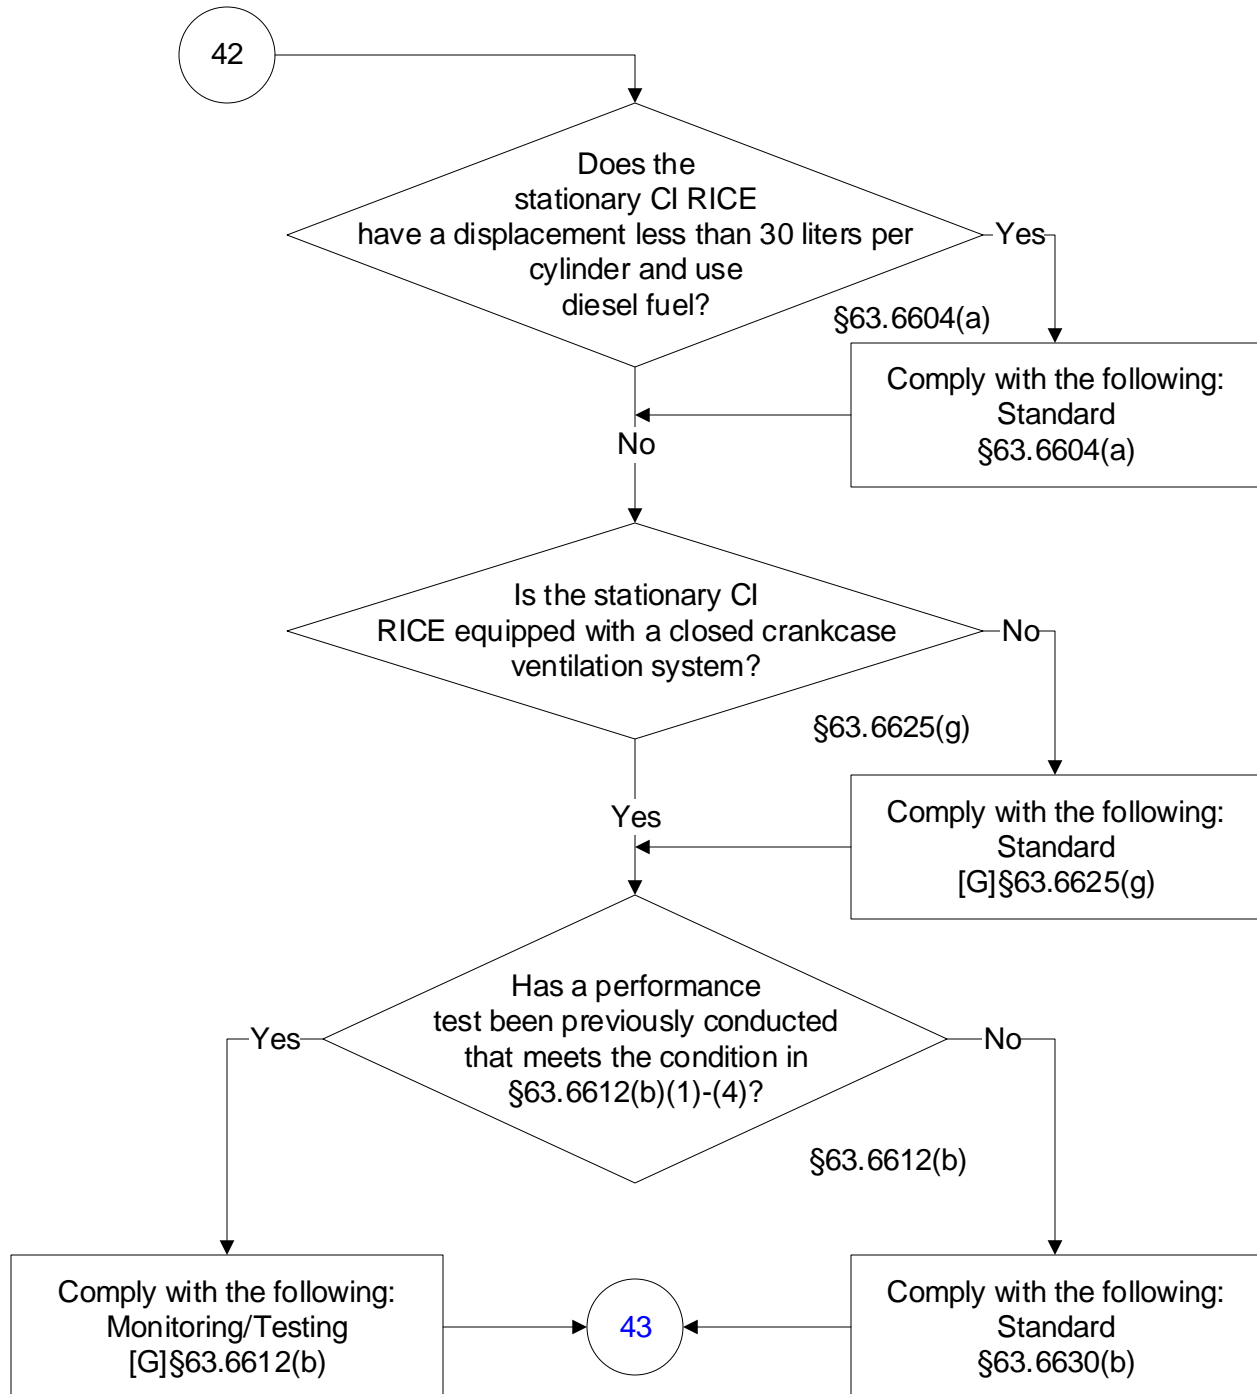 42
Does the
stationary CI RICE
have a displacement less than 30 liters per
cylinder and use
diesel fuel?
Yes
§63.6604(a)
Comply with the following:
Standard
§63.6604(a)
No
Is the stationary CI
RICE equipped with a closed crankcase
ventilation system?
No
§63.6625(g)
Comply with the following:
Standard
[G]§63.6625(g)
Yes
Has a performance
test been previously conducted
that meets the condition in
§63.6612(b)(1)-(4)?
Yes
No
§63.6612(b)
Comply with the following:
Monitoring/Testing
[G]§63.6612(b)
43
Comply with the following:
Standard
§63.6630(b)